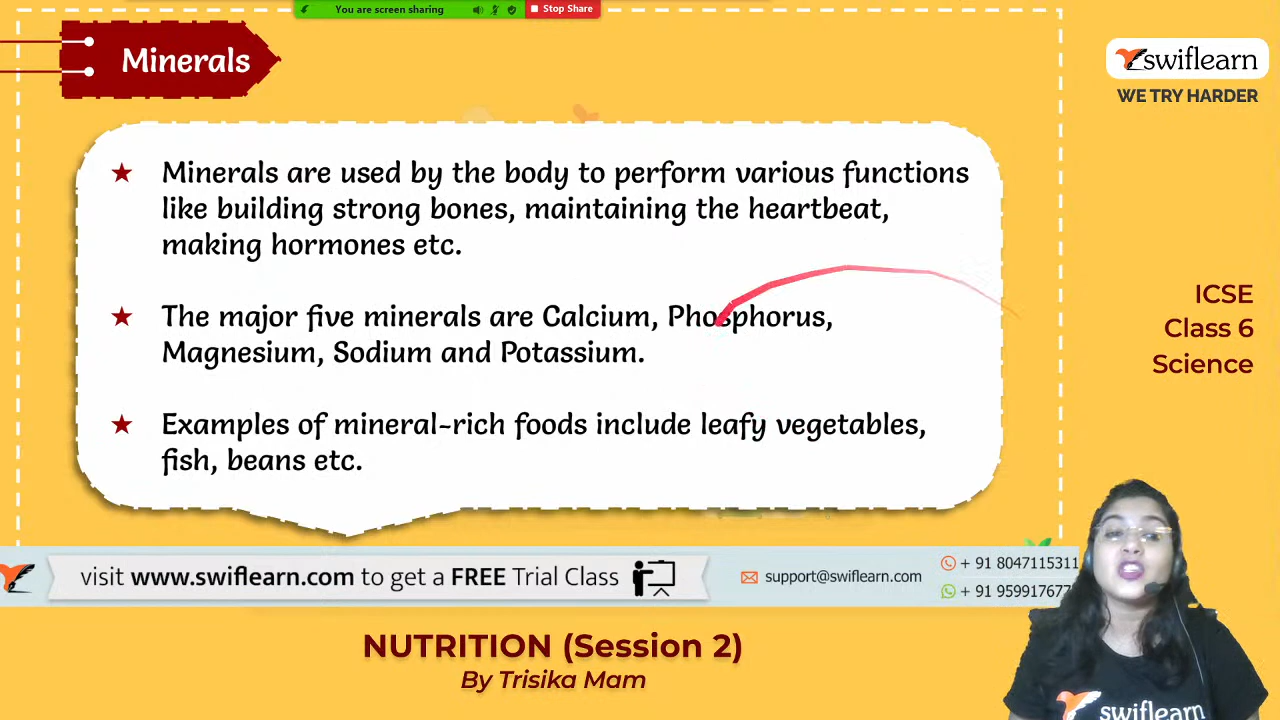 You are screen sharing
Stop Share
Minerals
swiflearn
WE TRY HARDER
Minerals are used by the body to perform various functions
like building strong bones, maintaining the heartbeat,
making hormones etc.
The major five minerals are Calcium, Phosphorus,
Magnesium, Sodium and Potassium.
Examples of mineral-rich foods include leafy vegetables,
fish, beans etc.
ICSE
Class 6
Science
visit www.swiflearn.com to get a FREE Trial Class
support@swiflearn.com
+ 91 8047115311
+ 91 959917677
NUTRITION (Session 2)
By Trisika Mam
swiflearn